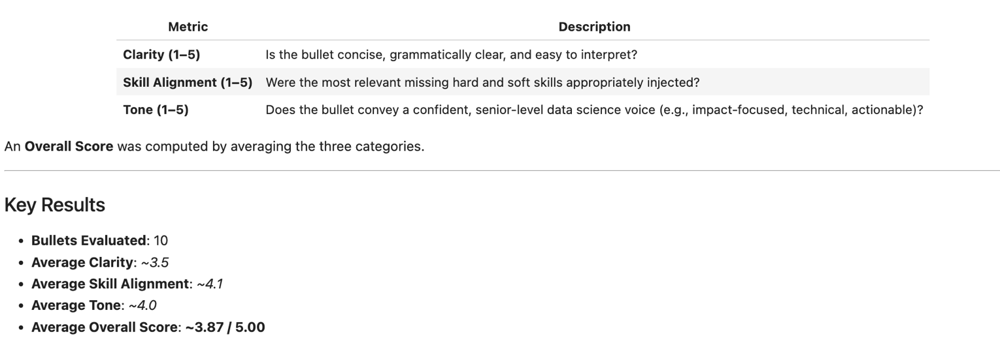 Metric Description
Clarity (1–5) Is the bullet concise, grammatically clear, and easy to interpret?
Skill Alignment (1–5) Were the most relevant missing hard and soft skills appropriately injected?
Tone (1–5) Does the bullet convey a confident, senior-level data science voice (e.g., impact-focused, technical, actionable)?
An Overall Score was computed by averaging the three categories.
Key Results
• Bullets Evaluated: 10
• Average Clarity: ~3.5
• Average Skill Alignment: ~4.1
• Average Tone: ~4.0
• Average Overall Score: ~3.87 / 5.00